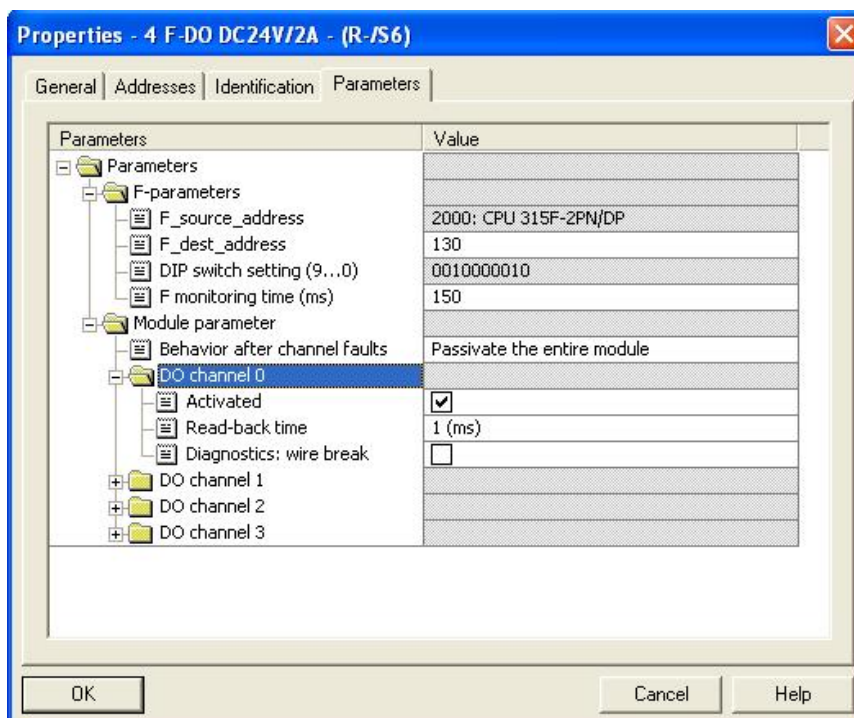 Properties - 4 F-DO DC24V/2A - (R-/S6)
General Addresses Identification Parameters
Parameters Value
Parameters
F-parameters
F_source_address 2000: CPU 315F-2PN/DP
F_dest_address 130
DIP switch setting (9...0) 0010000010
F monitoring time (ms) 150
Module parameter
Behavior after channel faults Passivate the entire module
DO channel 0
Activated
Read-back time 1 (ms)
Diagnostics: wire break
DO channel 1
DO channel 2
DO channel 3
OK Cancel Help